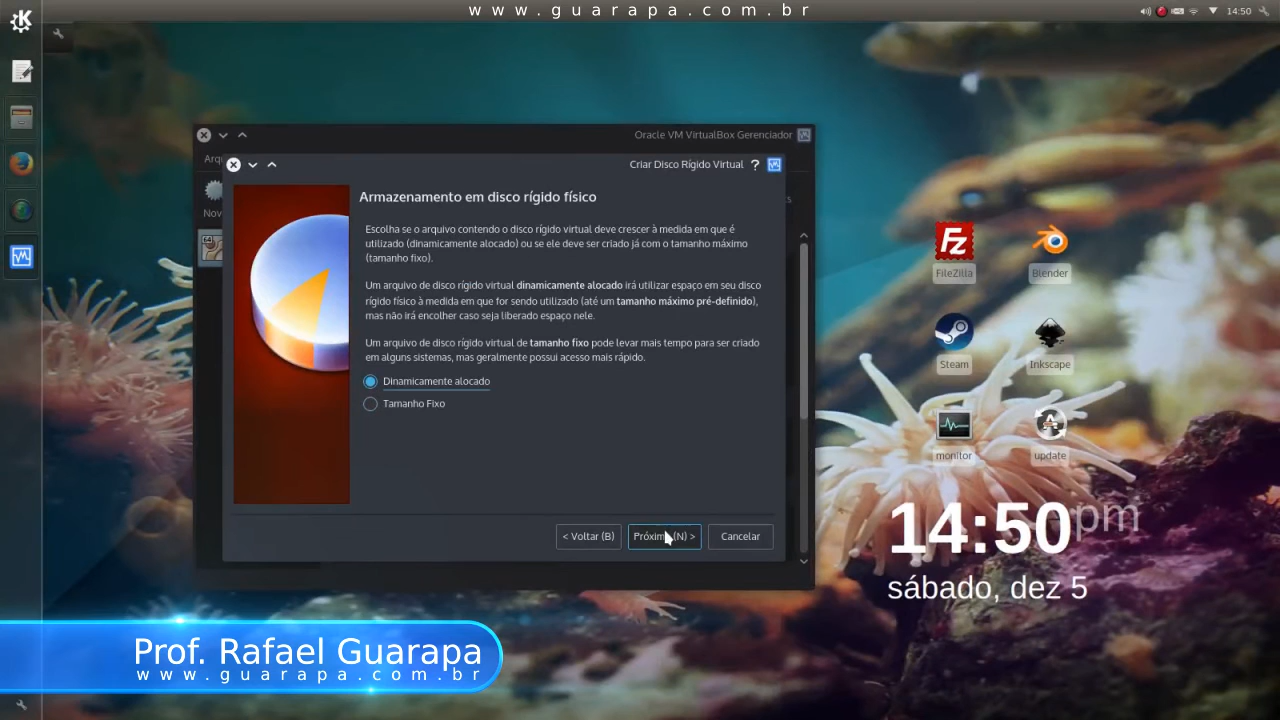 www.guarapa.com.br
14:50
Oracle VM VirtualBox Gerenciador
Arqu
Criar Disco Rígido Virtual ?
Nov
Armazenamento em disco rígido físico
Escolha se o arquivo contendo o disco rígido virtual deve crescer à medida em que é
utilizado (dinamicamente alocado) ou se ele deve ser criado já com o tamanho máximo
(tamanho fixo).
Um arquivo de disco rígido virtual dinamicamente alocado irá utilizar espaço em seu disco
rígido físico à medida em que for sendo utilizado (até um tamanho máximo pré-definido),
mas não irá encolher caso seja liberado espaço nele.
Um arquivo de disco rígido virtual de tamanho fixo pode levar mais tempo para ser criado
em alguns sistemas, mas geralmente possui acesso mais rápido.
Dinamicamente alocado
Tamanho Fixo
< Voltar (B)
Próximo (N) >
Cancelar
Fz
FileZilla
Blender
Steam
Inkscape
monitor
update
14:50pm
sábado, dez 5
Prof. Rafael Guarapa
www.guarapa.com.br